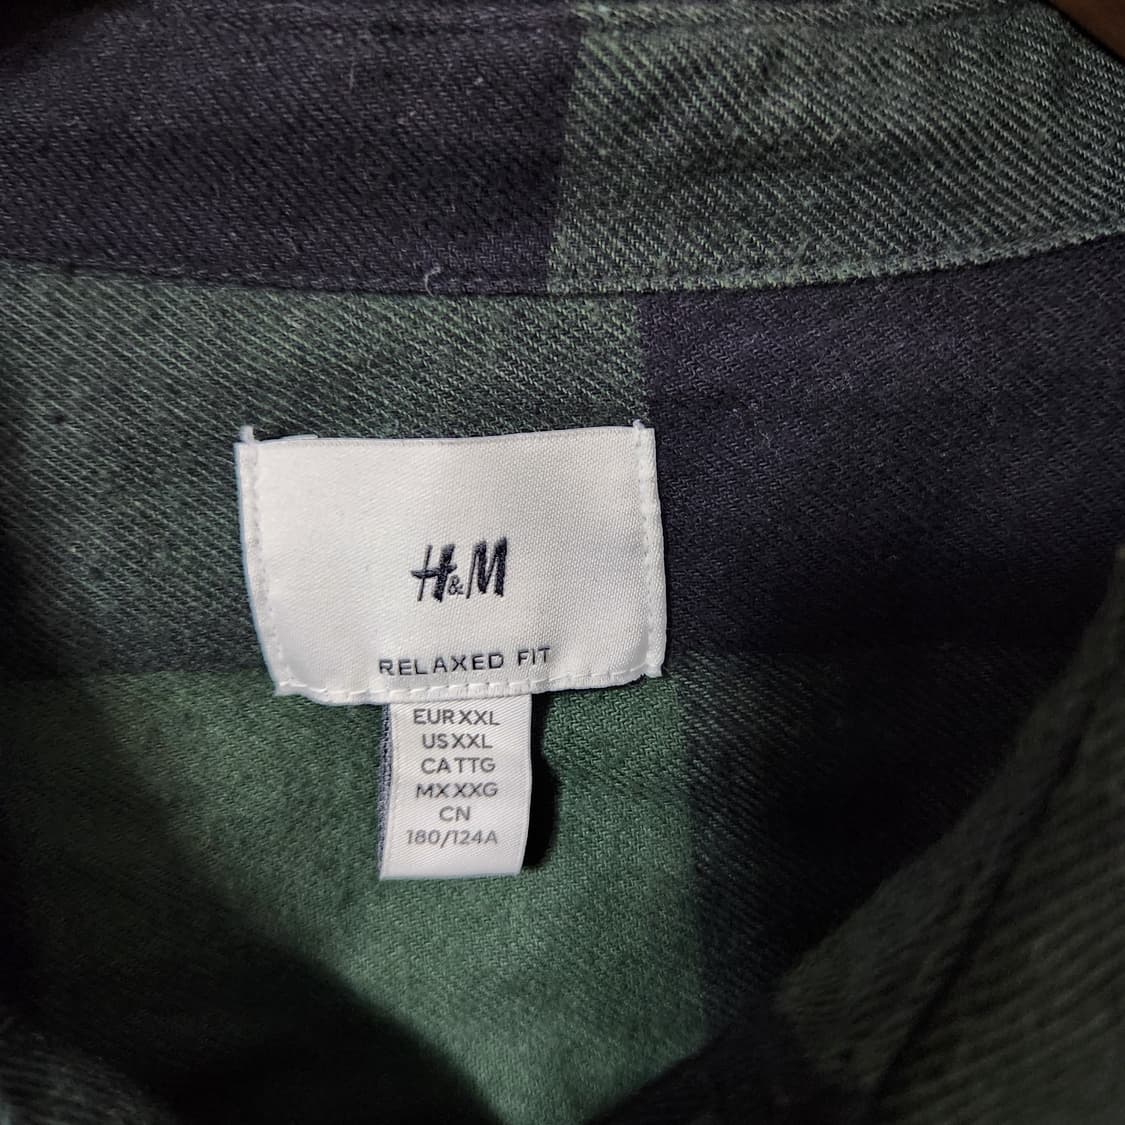 H&M
RELAXED FIT
EUR XXL
US XXL
CA TTG
MX XXG
CN
180/124A